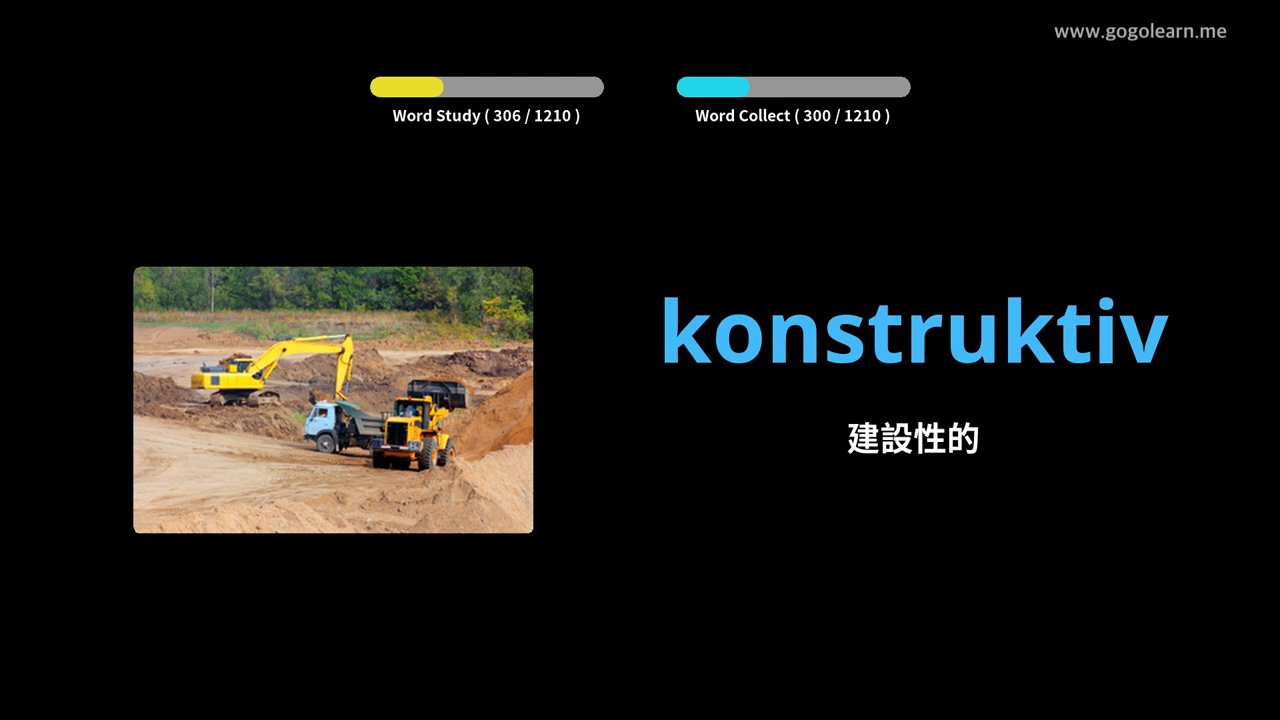 www.gogolearn.me
Word Study ( 306 / 1210 )
Word Collect ( 300 / 1210 )
konstruktiv
建設性的